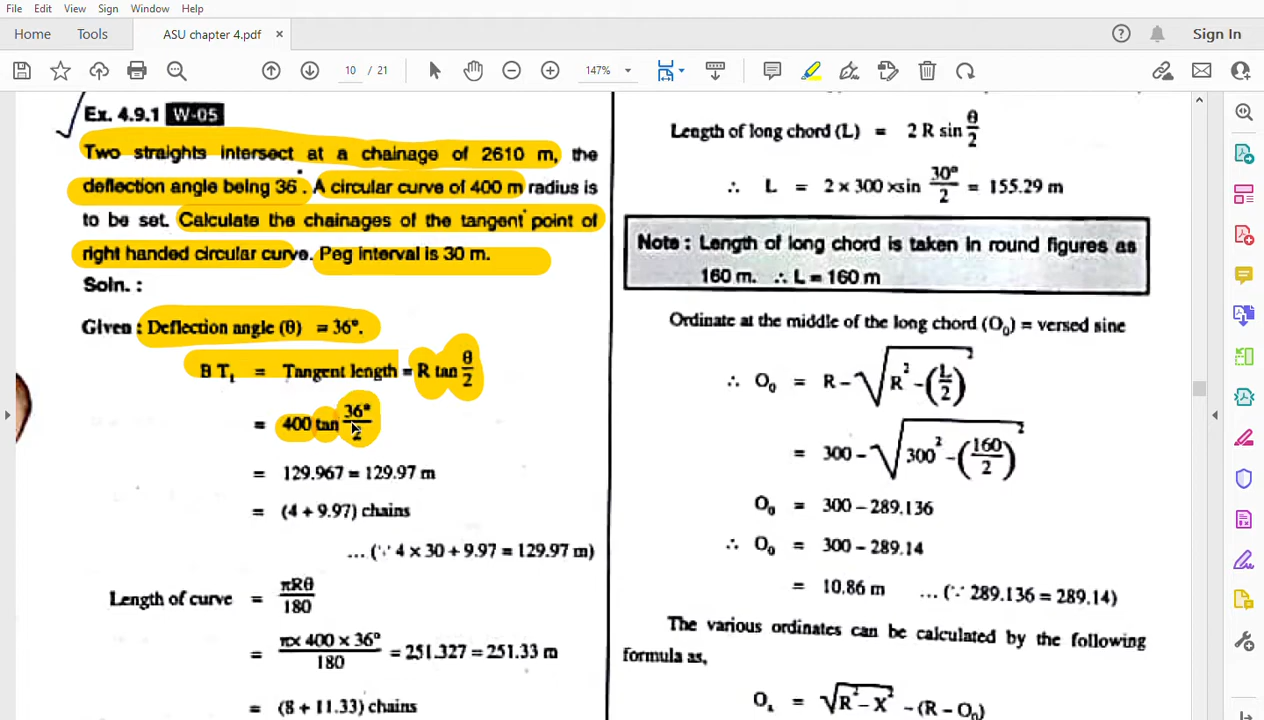 File Edit View Sign Window Help
Home Tools ASU chapter 4.pdf × Sign In
10 / 21 147%
Ex. 4.9.1 W-05
Two straights intersect at a chainage of 2610 m, the
deflection angle being 36°. A circular curve of 400 m radius is
to be set. Calculate the chainages of the tangent point of
right handed circular curve. Peg interval is 30 m.
Soln. :
Given : Deflection angle (θ) = 36°.
B T₁ = Tangent length = R tan θ/2
= 400 tan 36°/2
= 129.967 = 129.97 m
= (4 + 9.97) chains
... (∵ 4 × 30 + 9.97 = 129.97 m)
Length of curve = πRθ/180
= π× 400 × 36°/180 = 251.327 = 251.33 m
= (8 + 11.33) chains
Length of long chord (L) = 2 R sin θ/2
∴ L = 2 × 300 ×sin 30°/2 = 155.29 m
Note : Length of long chord is taken in round figures as
160 m. ∴ L = 160 m
Ordinate at the middle of the long chord (O₀) = versed sine
∴ O₀ = R – √R² – (L/2)²
= 300 – √300² – (160/2)²
O₀ = 300 – 289.136
∴ O₀ = 300 – 289.14
= 10.86 m ... (∵ 289.136 = 289.14)
The various ordinates can be calculated by the following
formula as,
Oₓ = √R² – X² – (R – O₀)